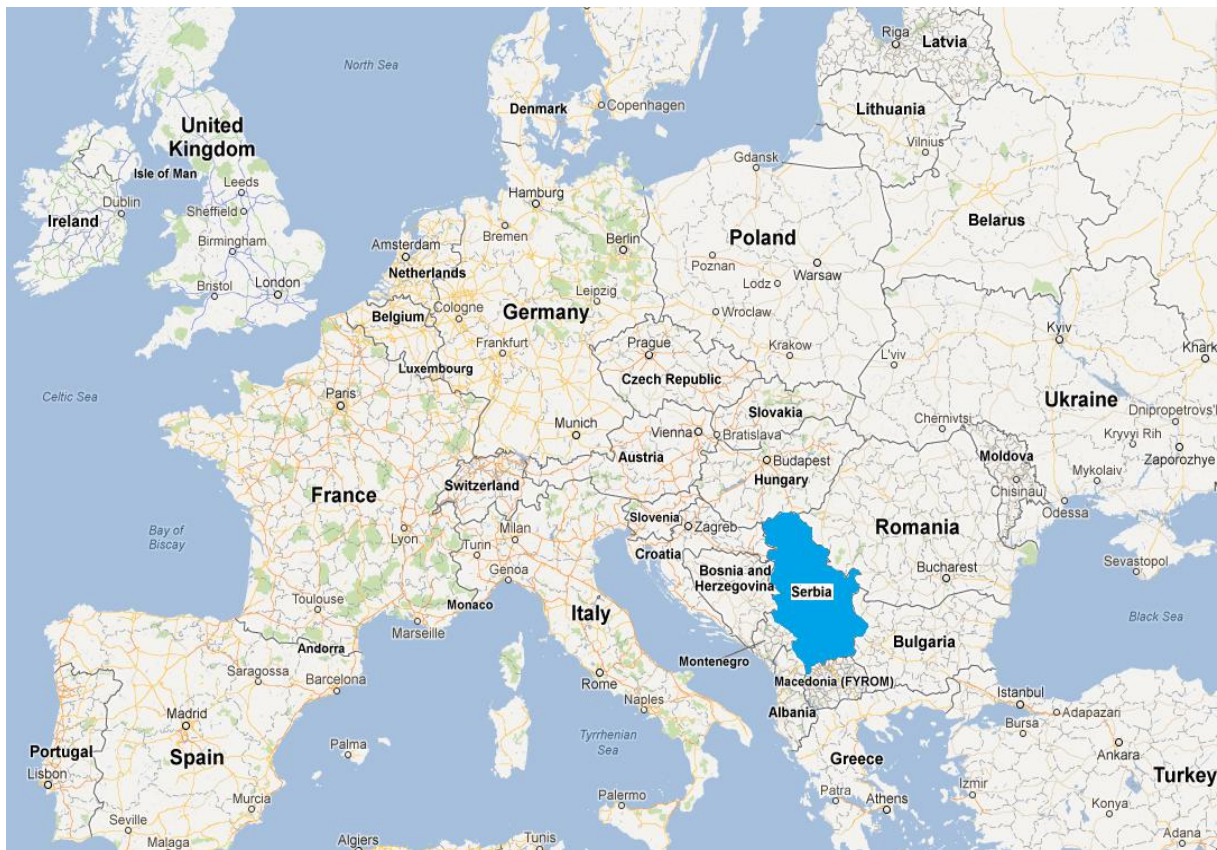 North Sea
Riga
Latvia
Denmark
Copenhagen
Lithuania
Vilnius
United
Kingdom
Isle of Man
Leeds
Dublin
Ireland
Sheffield
Birmingham
Bristol
London
Hamburg
Bremen
Berlin
Amsterdam
Netherlands
Gdansk
Poland
Poznan
Warsaw
Lodz
Wroclaw
Krakow
Belarus
Leipzig
Cologne
Germany
Belgium
Frankfurt
Luxembourg
Prague
Czech Republic
Kyiv
L'viv
Khark
Ukraine
Celtic Sea
Paris
Munich
Vienna
Slovakia
Bratislava
Chernivtsi
Dnipropetrovs'l
Kryvyi Rih
Zaporozhye
Moldova
Mykolaiv
Chisinau
Odessa
Austria
Budapest
Hungary
Switzerland
France
Bay of
Biscay
Lyon
Milan
Turin
Genoa
Slovenia
Zagreb
Croatia
Bosnia and
Herzegovina
Serbia
Romania
Bucharest
Sevastopol
Black Sea
Toulouse
Monaco
Marseille
Italy
Andorra
Saragossa
Barcelona
Montenegro
Bulgaria
Rome
Macedonia (FYROM)
Naples
Albania
Istanbul
Adapazari
Bursa
Ankara
Madrid
Portugal
Spain
Lisbon
Palma
Tyrrhenian
Sea
Greece
Turkey
Murcia
Seville
Malaga
Algiers
Tunis
Palermo
Patra
Athens
Izmir
Konya
Adana